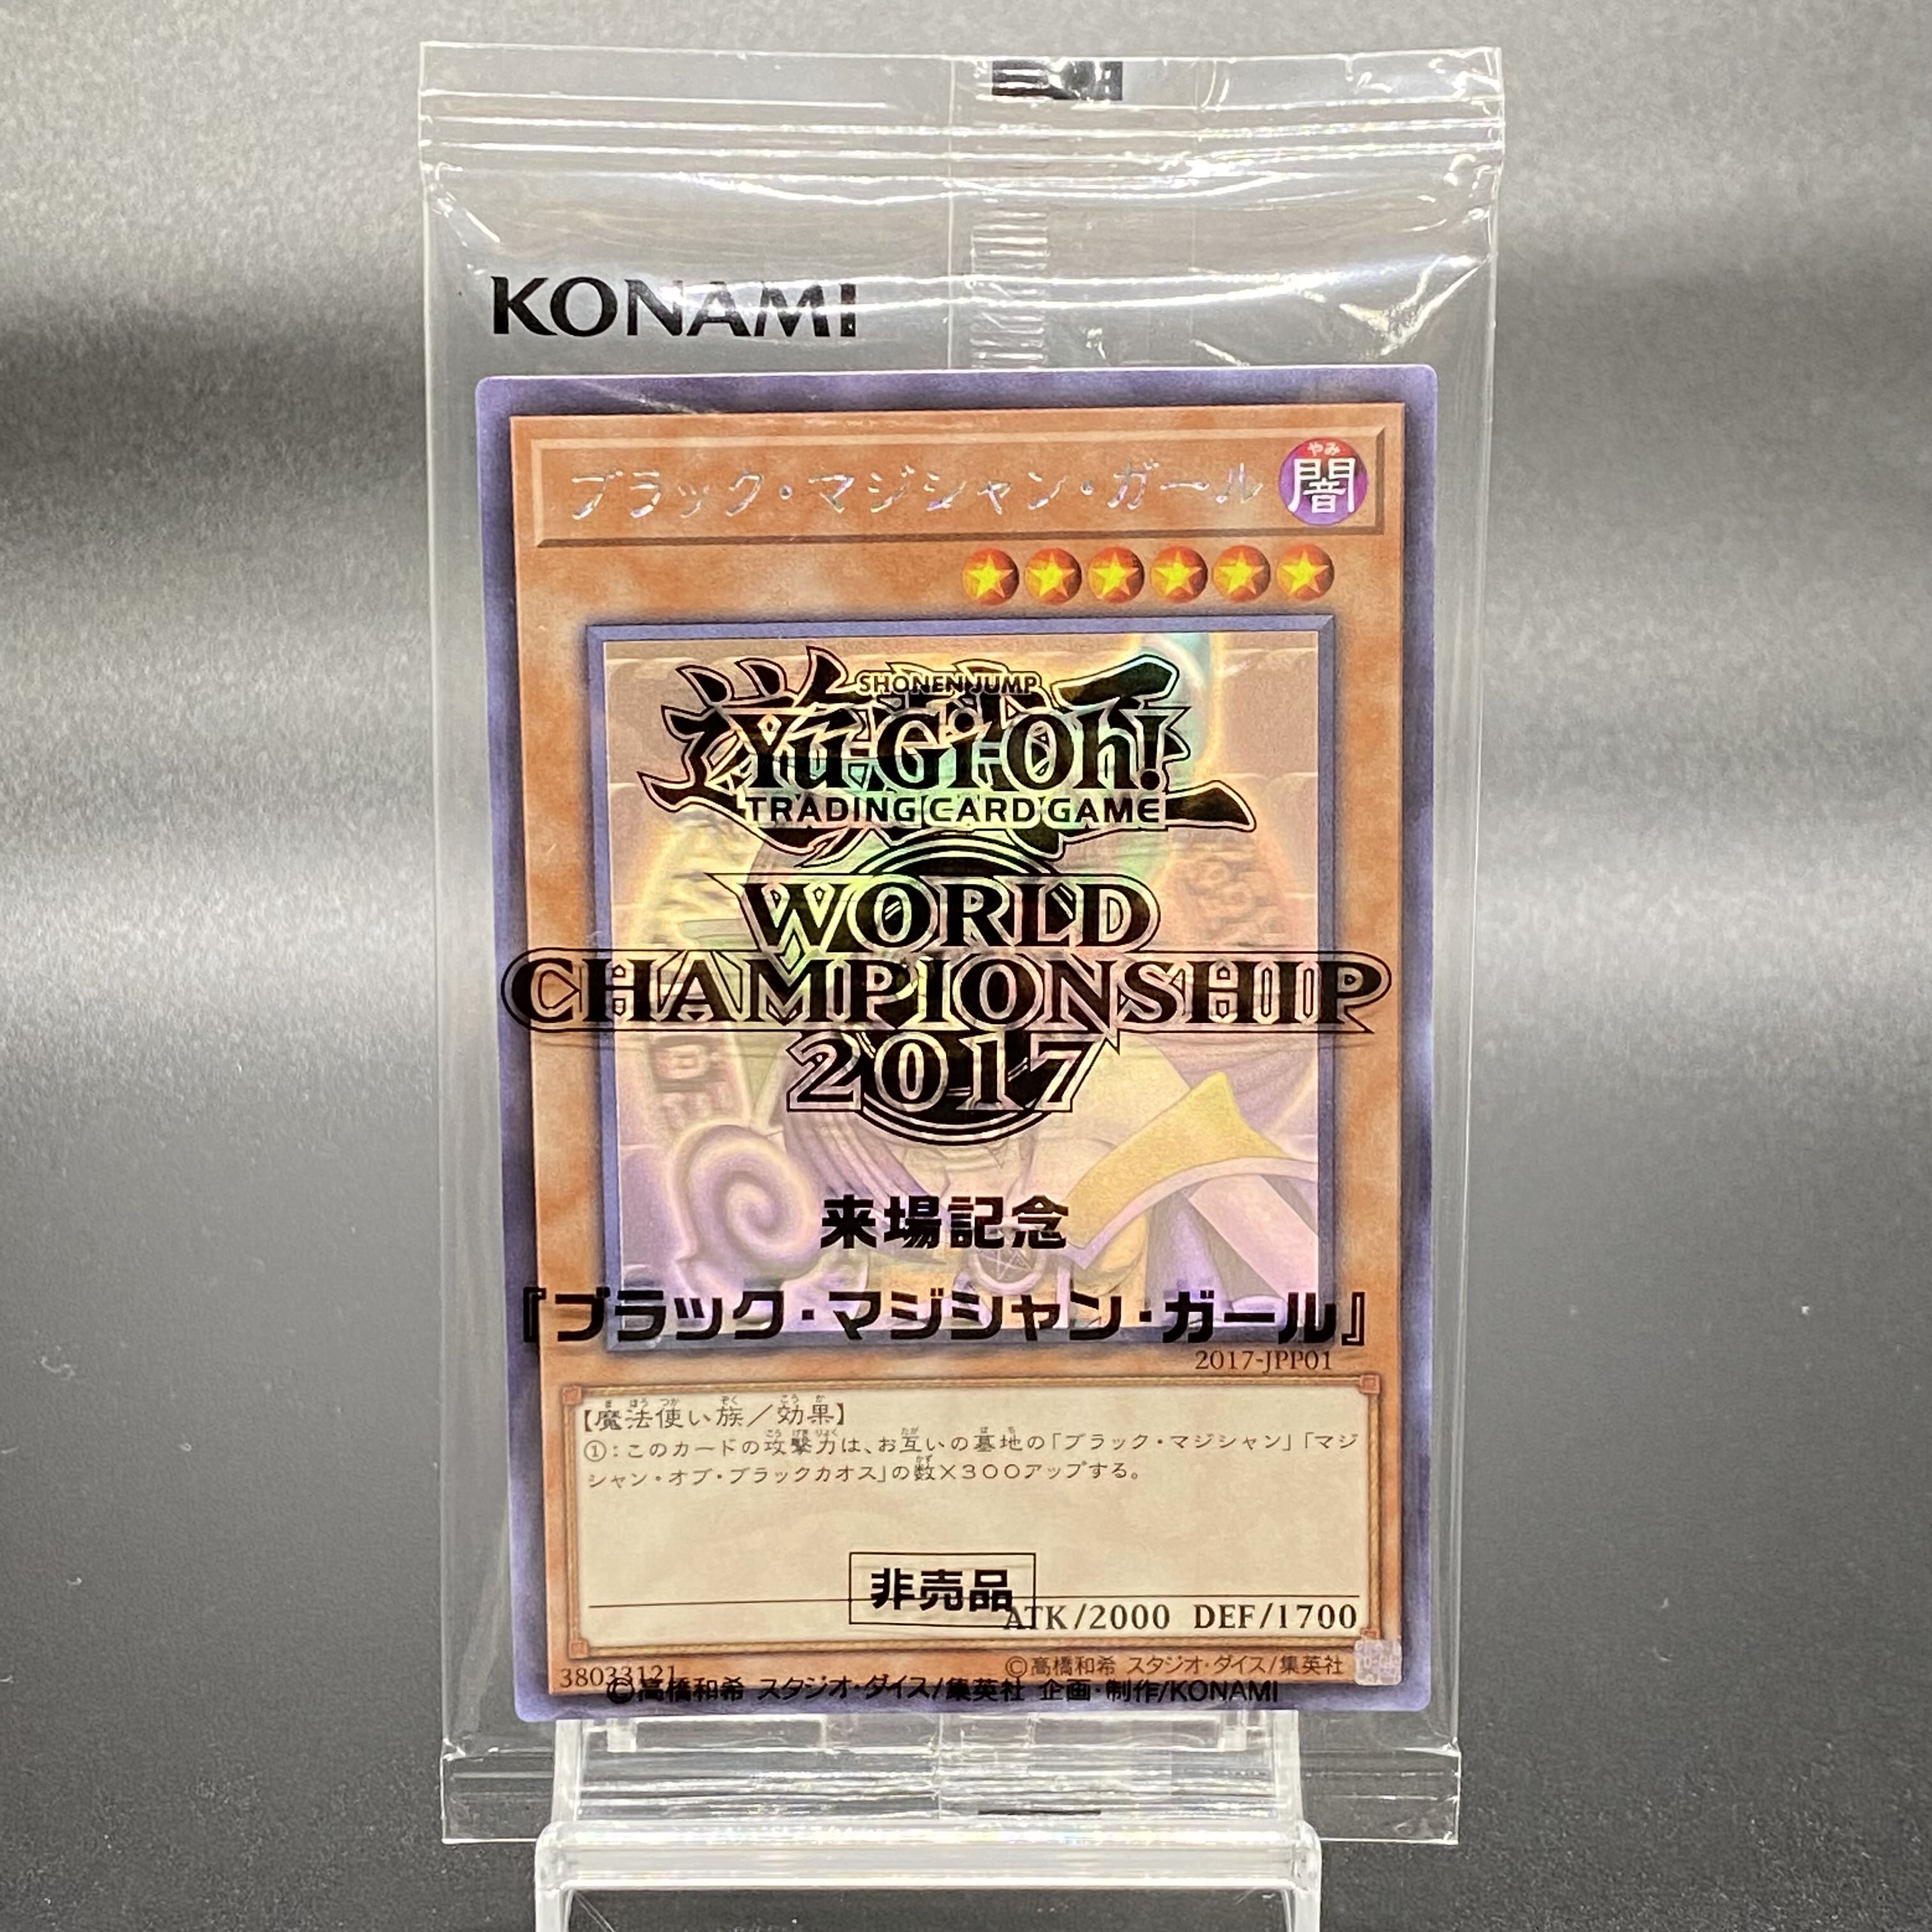 KONAMI
ブラック・マジシャン・ガール
やみ
闇
SHONEN JUMP
遊☆戯☆王
Yu-Gi-Oh!
TRADING CARD GAME
WORLD
CHAMPIONSHIP
2017
来場記念
『ブラック・マジシャン・ガール』
2017-JPP01
【魔法使い族／効果】
①：このカードの攻撃力は、お互いの墓地の「ブラック・マジシャン」「マジ
シャン・オブ・ブラックカオス」の数×３００アップする。
非売品
ATK/2000 DEF/1700
38033121
©高橋和希 スタジオ・ダイス/集英社
©高橋和希 スタジオ・ダイス/集英社 企画・制作/KONAMI